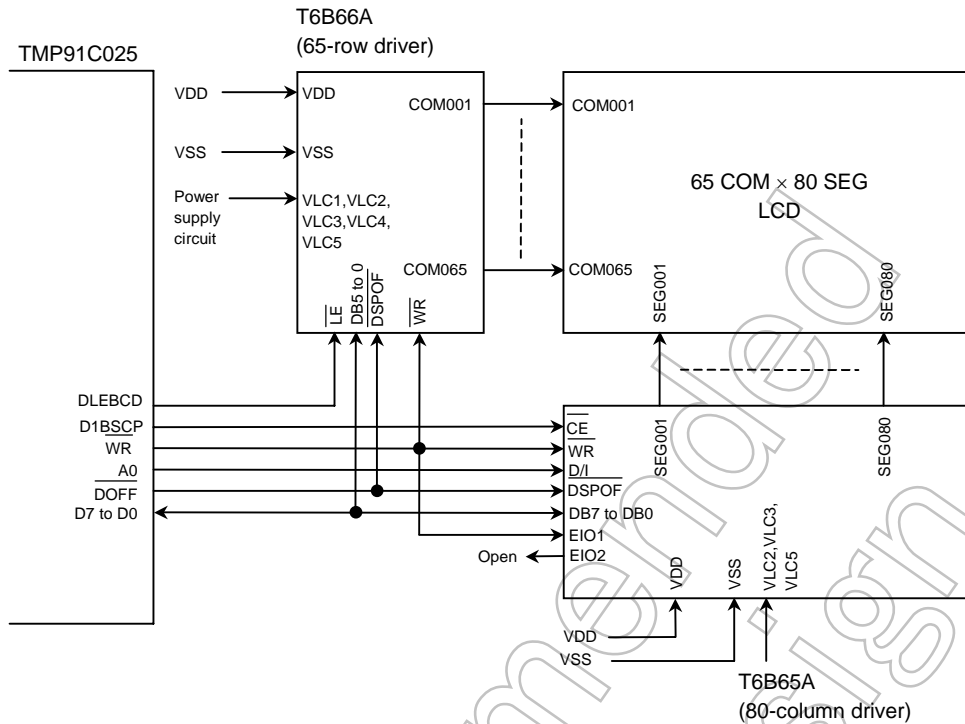 T6B66A
(65-row driver)
TMP91C025
VDD
VDD
COM001
COM001
VSS
VSS
65 COM × 80 SEG
LCD
Power
supply
circuit
VLC1,VLC2,
VLC3,VLC4,
VLC5
COM065
COM065
LE
DB5 to 0
DSPOF
WR
SEG001
SEG080
DLEBCD
D1BSCP
WR
A0
DOFF
D7 to D0
CE
WR
D/I
DSPOF
DB7 to DB0
EIO1
EIO2
Open
SEG001
SEG080
VDD
VSS
VLC2,VLC3,
VLC5
VDD
VSS
T6B65A
(80-column driver)
mmended
sign